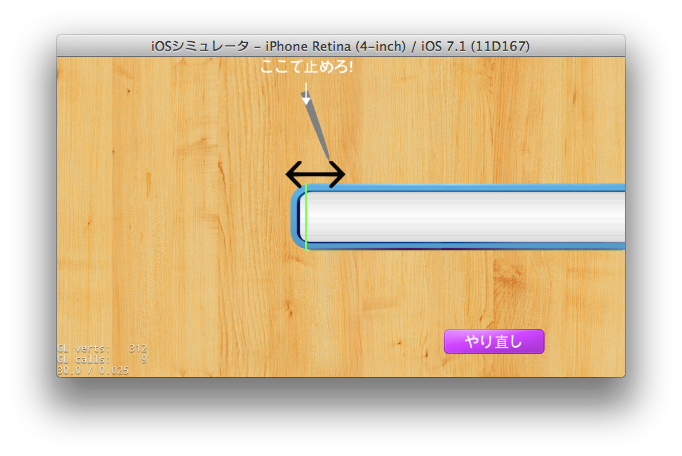 iOSシミュレータ – iPhone Retina (4-inch) / iOS 7.1 (11D167)
ここで止めろ!
やり直し
GL verts: 312
GL calls: 9
30.0 / 0.025